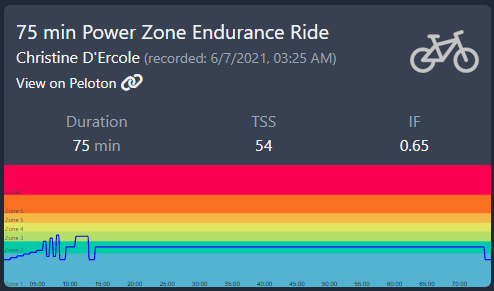 75 min Power Zone Endurance Ride
Christine D'Ercole (recorded: 6/7/2021, 03:25 AM)
View on Peloton
Duration TSS IF
75 min 54 0.65
Zone 6
Zone 5
Zone 4
Zone 3
Zone 2
Zone 1
05:00 10:00 15:00 20:00 25:00 30:00 35:00 40:00 45:00 50:00 55:00 60:00 65:00 70:00